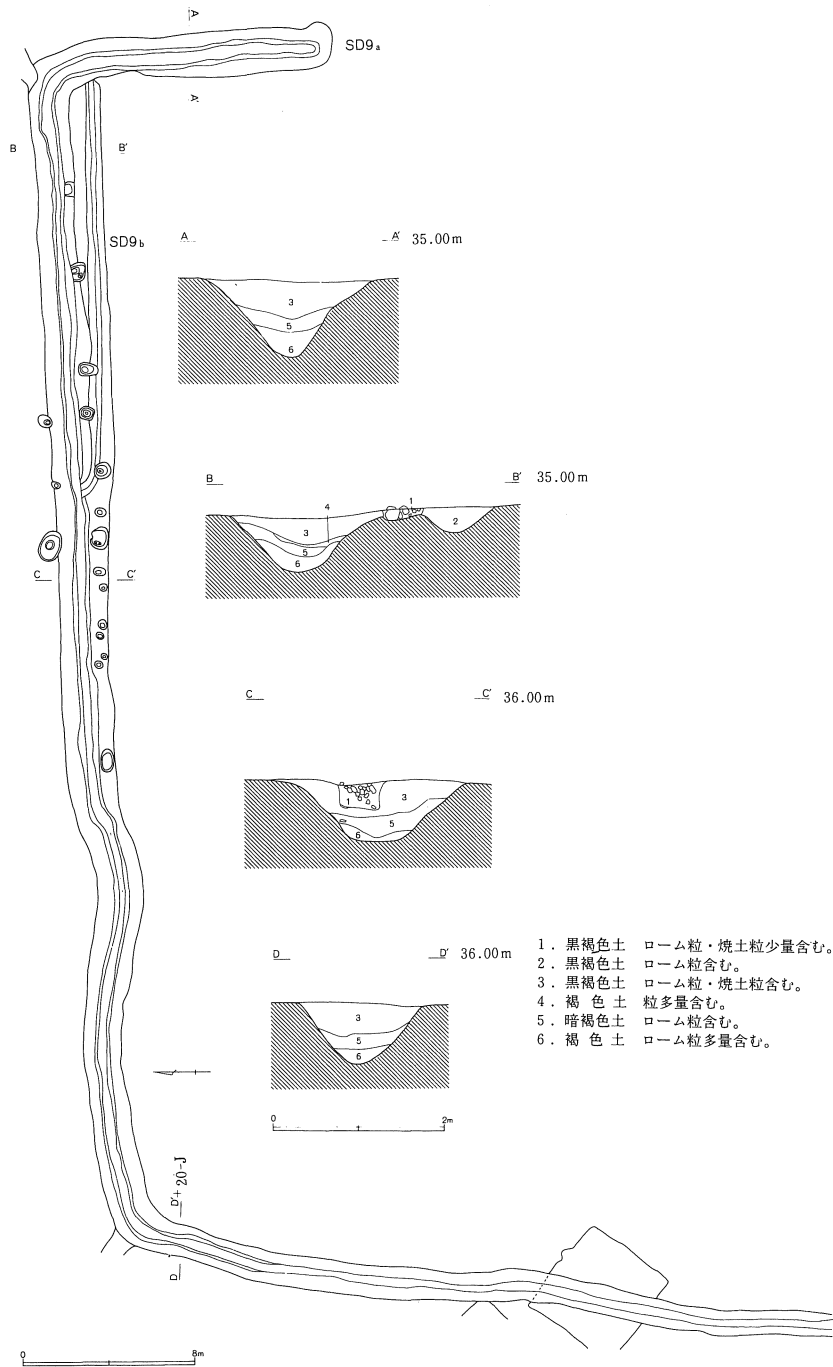 A
SD9a
A'
B
B'
SD9b
A
A' 35.00m
3
5
6
B
B' 35.00m
4
1
3
2
5
6
C
C'
C
C' 36.00m
1
3
5
6
D
D' 36.00m
3
5
6
1. 黒褐色土 ローム粒・焼土粒少量含む。
2. 黒褐色土 ローム粒含む。
3. 黒褐色土 ローム粒・焼土粒含む。
4. 褐色土 粒多量含む。
5. 暗褐色土 ローム粒含む。
6. 褐色土 ローム粒多量含む。
0 2m
D'
+20-J
D
0 8m